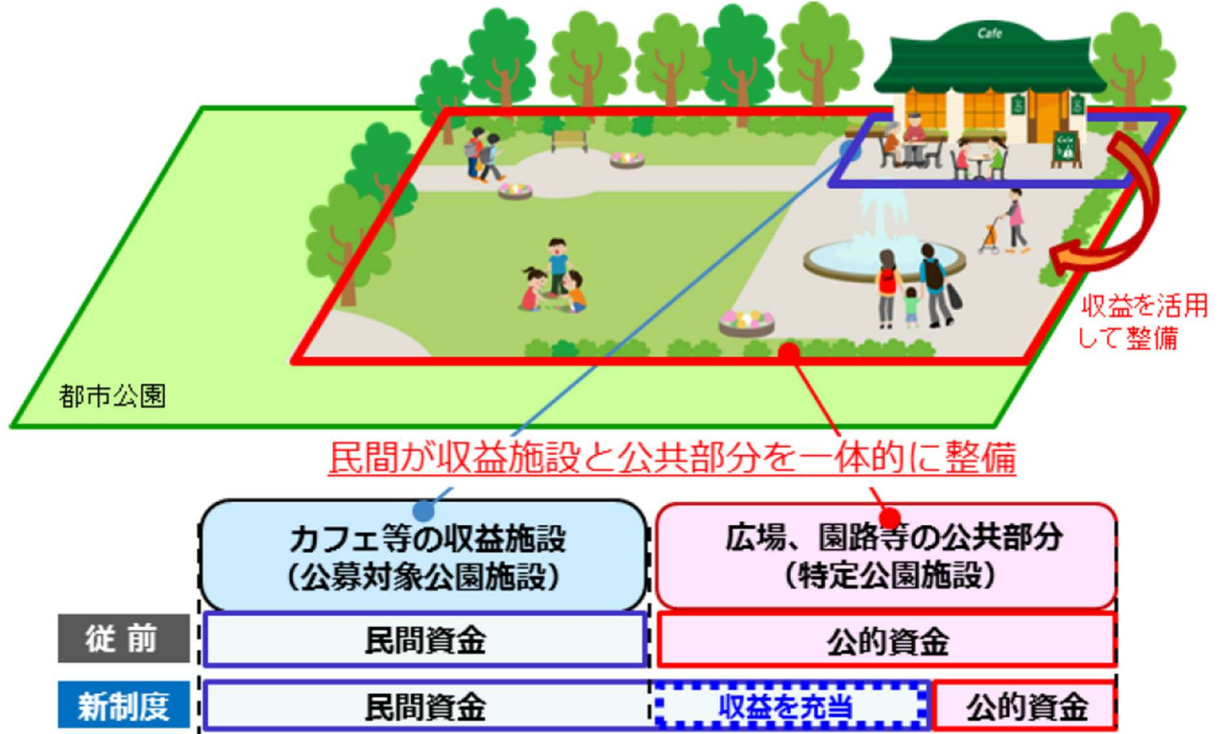 Cafe
Cafe
収益を活用
して整備
都市公園
民間が収益施設と公共部分を一体的に整備
カフェ等の収益施設
（公募対象公園施設）
広場、園路等の公共部分
（特定公園施設）
従前
民間資金
公的資金
新制度
民間資金
収益を充当
公的資金